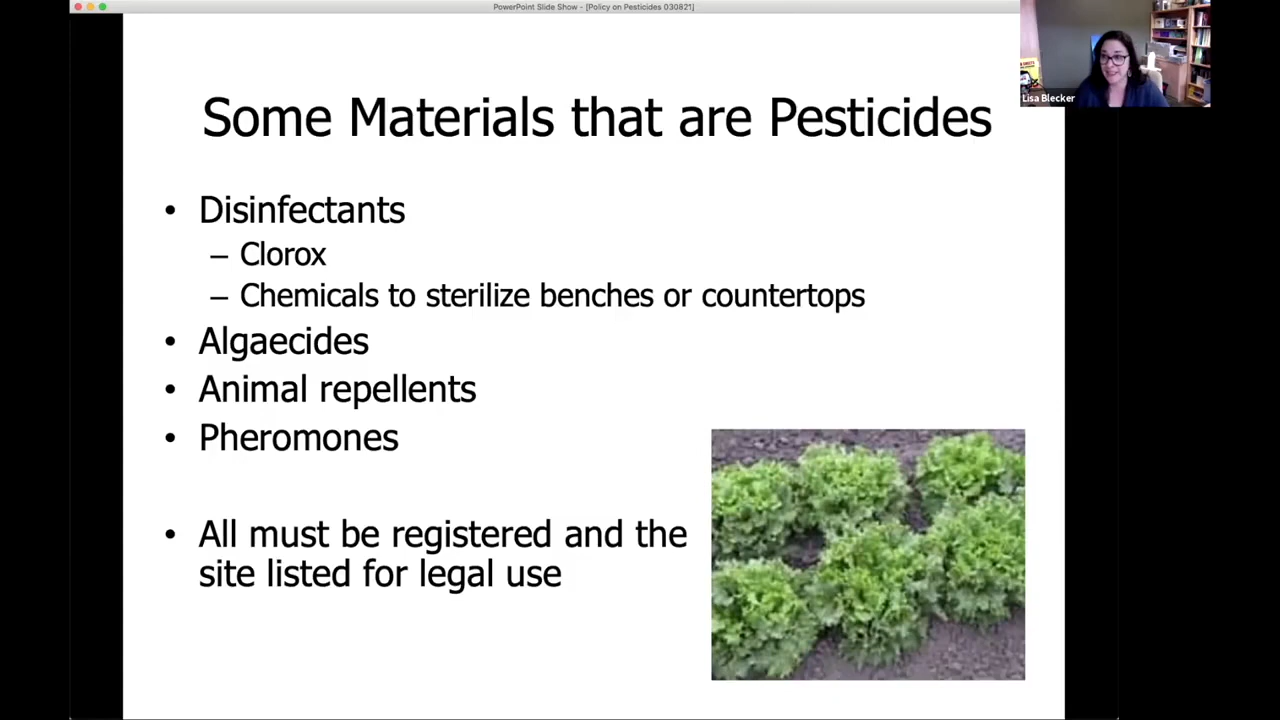 PowerPoint Slide Show - [Policy on Pesticides 030821]
Lisa Blecker
Some Materials that are Pesticides
• Disinfectants
– Clorox
– Chemicals to sterilize benches or countertops
• Algaecides
• Animal repellents
• Pheromones
• All must be registered and the
site listed for legal use